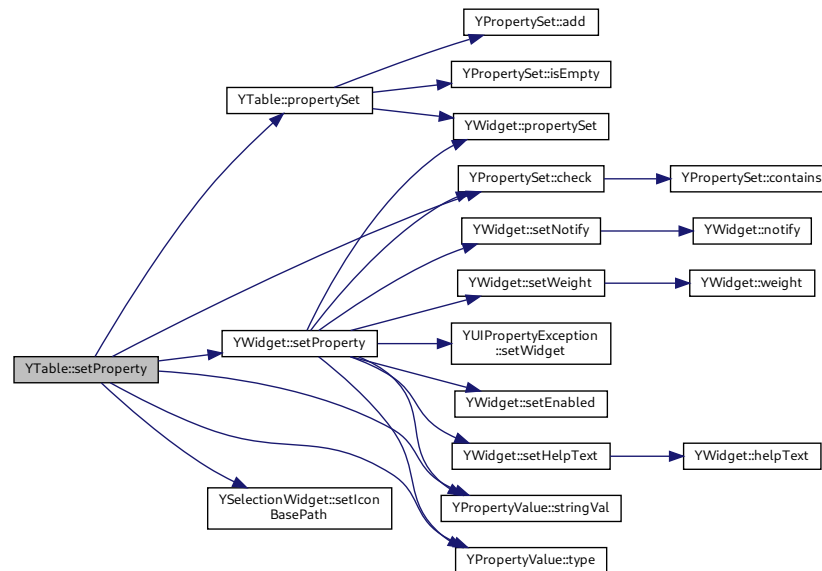 YPropertySet::add
YPropertySet::isEmpty
YTable::propertySet
YWidget::propertySet
YPropertySet::check
YPropertySet::contains
YWidget::setNotify
YWidget::notify
YWidget::setWeight
YWidget::weight
YWidget::setProperty
YUIPropertyException
::setWidget
YTable::setProperty
YWidget::setEnabled
YWidget::setHelpText
YWidget::helpText
YSelectionWidget::setIcon
BasePath
YPropertyValue::stringVal
YPropertyValue::type